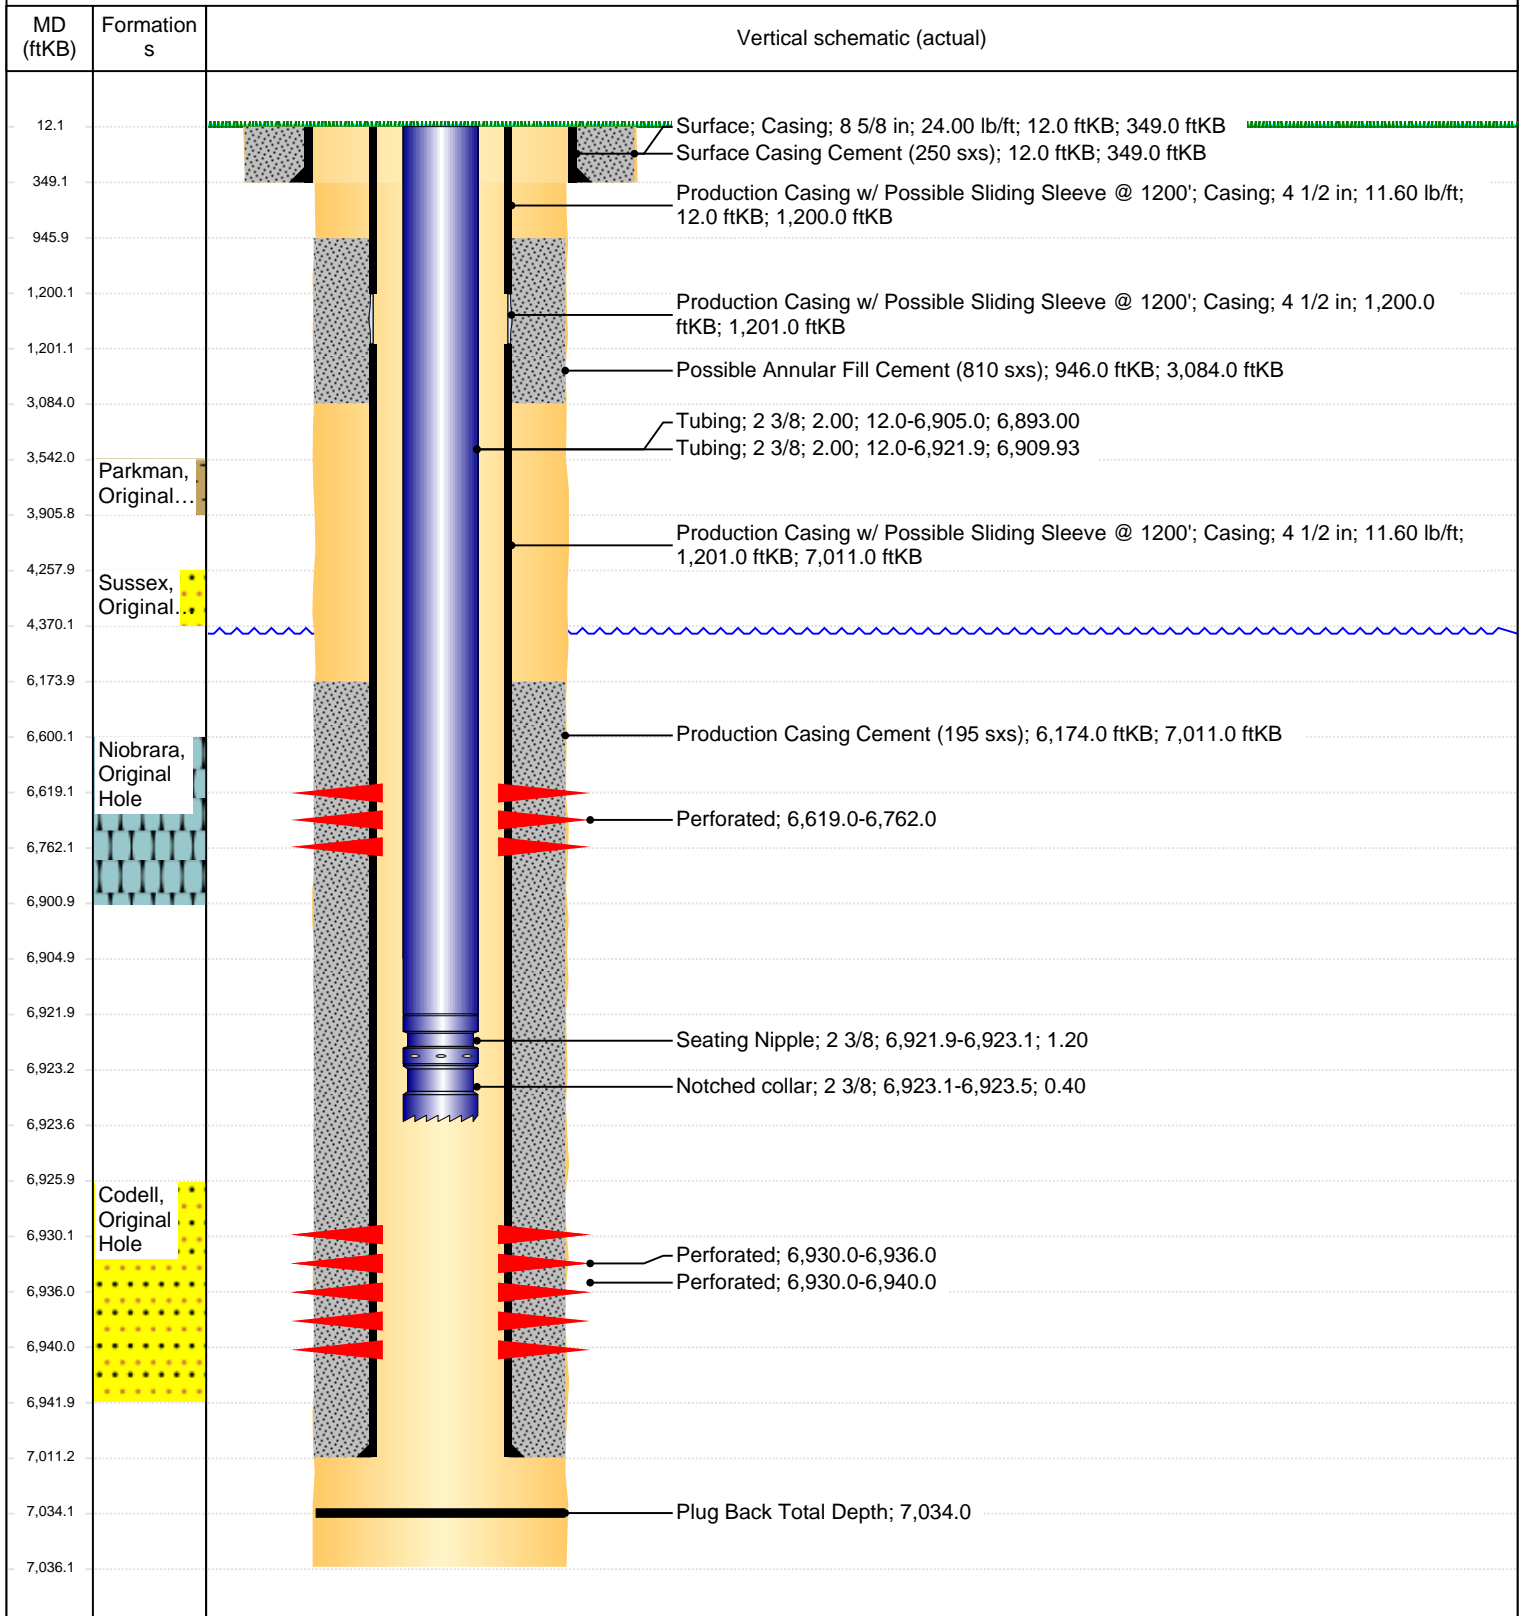 MD
(ftKB)
Formation
s
Vertical schematic (actual)
12.1
Surface; Casing; 8 5/8 in; 24.00 lb/ft; 12.0 ftKB; 349.0 ftKB
Surface Casing Cement (250 sxs); 12.0 ftKB; 349.0 ftKB
349.1
Production Casing w/ Possible Sliding Sleeve @ 1200'; Casing; 4 1/2 in; 11.60 lb/ft;
12.0 ftKB; 1,200.0 ftKB
945.9
1,200.1
Production Casing w/ Possible Sliding Sleeve @ 1200'; Casing; 4 1/2 in; 1,200.0
ftKB; 1,201.0 ftKB
1,201.1
Possible Annular Fill Cement (810 sxs); 946.0 ftKB; 3,084.0 ftKB
3,084.0
Tubing; 2 3/8; 2.00; 12.0-6,905.0; 6,893.00
Tubing; 2 3/8; 2.00; 12.0-6,921.9; 6,909.93
3,542.0
Parkman,
Original...
3,905.8
Production Casing w/ Possible Sliding Sleeve @ 1200'; Casing; 4 1/2 in; 11.60 lb/ft;
1,201.0 ftKB; 7,011.0 ftKB
4,257.9
Sussex,
Original...
4,370.1
6,173.9
Production Casing Cement (195 sxs); 6,174.0 ftKB; 7,011.0 ftKB
6,600.1
Niobrara,
Original
Hole
6,619.1
Perforated; 6,619.0-6,762.0
6,762.1
6,900.9
6,904.9
6,921.9
Seating Nipple; 2 3/8; 6,921.9-6,923.1; 1.20
6,923.2
Notched collar; 2 3/8; 6,923.1-6,923.5; 0.40
6,923.6
6,925.9
Codell,
Original
Hole
6,930.1
Perforated; 6,930.0-6,936.0
Perforated; 6,930.0-6,940.0
6,936.0
6,940.0
6,941.9
7,011.2
7,034.1
Plug Back Total Depth; 7,034.0
7,036.1